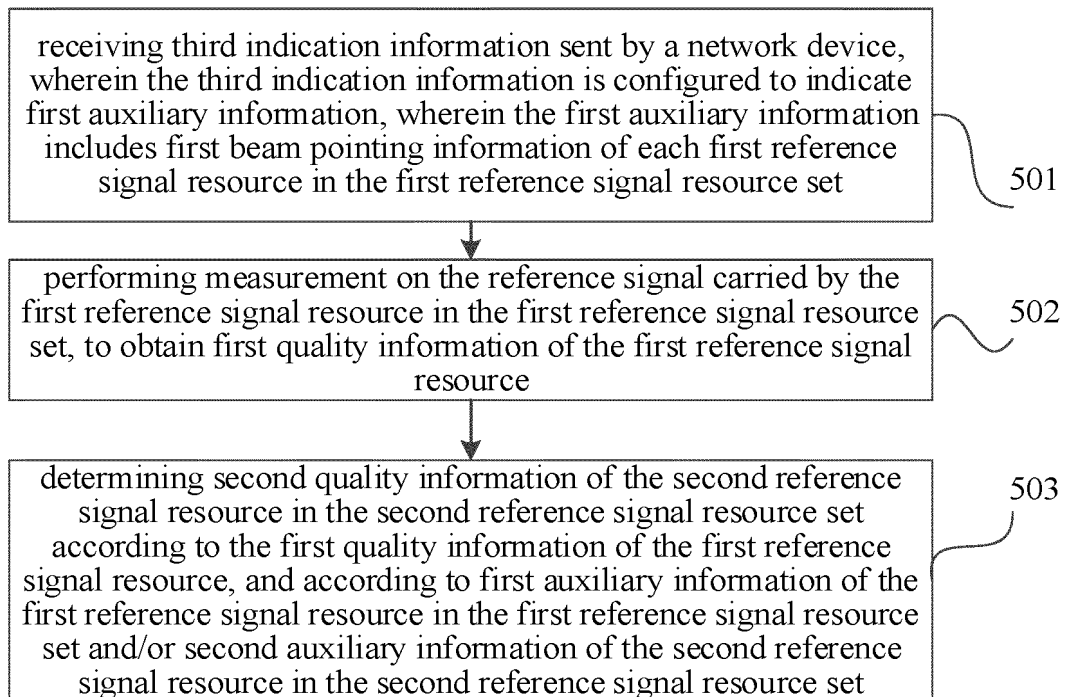 receiving third indication information sent by a network device,
wherein the third indication information is configured to indicate
first auxiliary information, wherein the first auxiliary information
includes first beam pointing information of each first reference
signal resource in the first reference signal resource set
501
performing measurement on the reference signal carried by the
first reference signal resource in the first reference signal resource
set, to obtain first quality information of the first reference signal
resource
502
determining second quality information of the second reference
signal resource in the second reference signal resource set
according to the first quality information of the first reference
signal resource, and according to first auxiliary information of the
first reference signal resource in the first reference signal resource
set and/or second auxiliary information of the second reference
signal resource in the second reference signal resource set
503